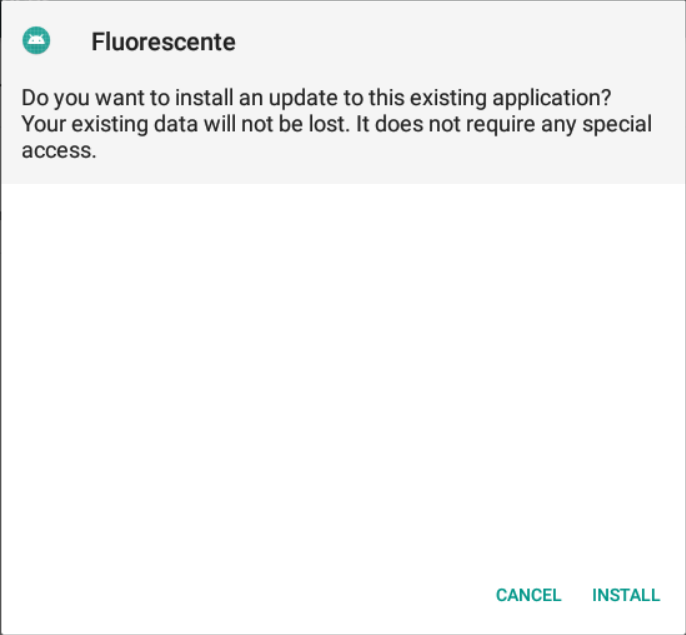 Fluorescente
Do you want to install an update to this existing application?
Your existing data will not be lost. It does not require any special
access.
CANCEL INSTALL